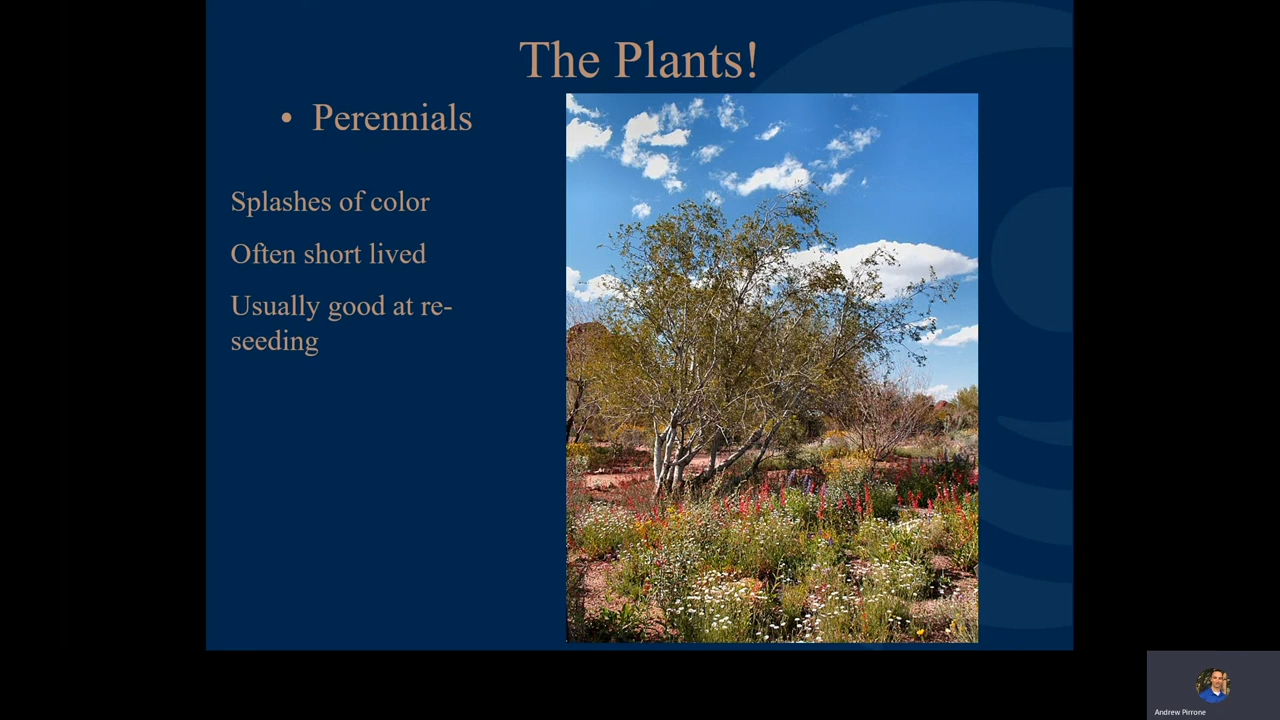 The Plants!
• Perennials
Splashes of color
Often short lived
Usually good at re-
seeding
Andrew Pirrone